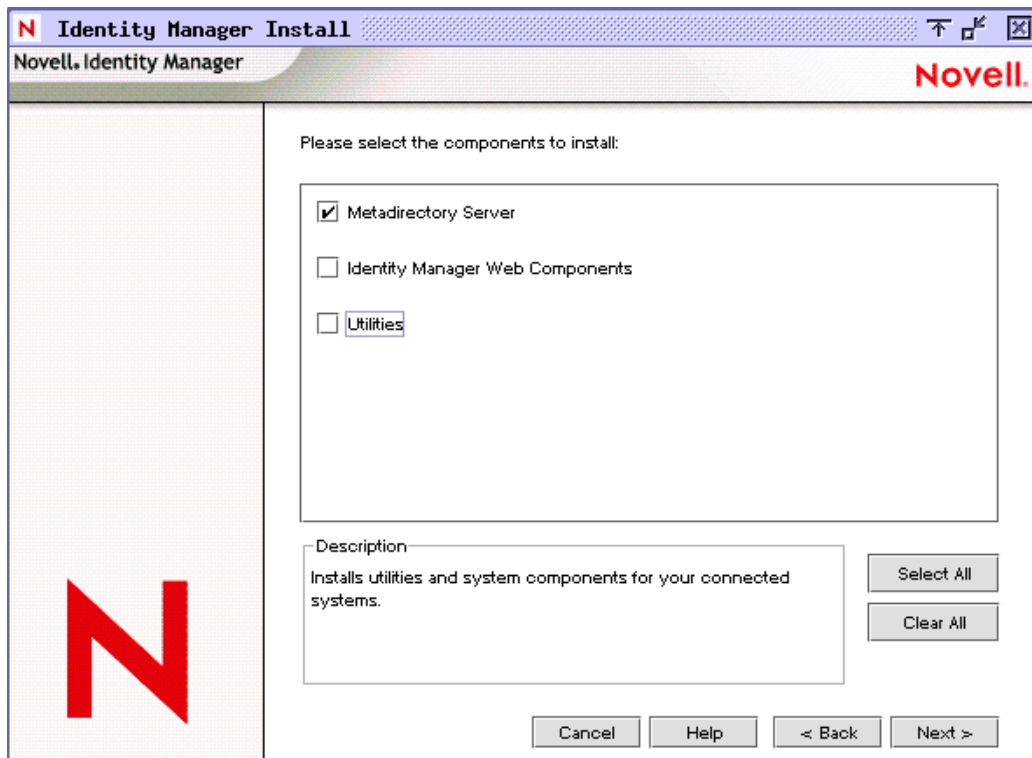 N Identity Manager Install
Novell. Identity Manager
Novell.
Please select the components to install:
Metadirectory Server
Identity Manager Web Components
Utilities
Description
Installs utilities and system components for your connected
systems.
Select All
Clear All
N
Cancel
Help
< Back
Next >